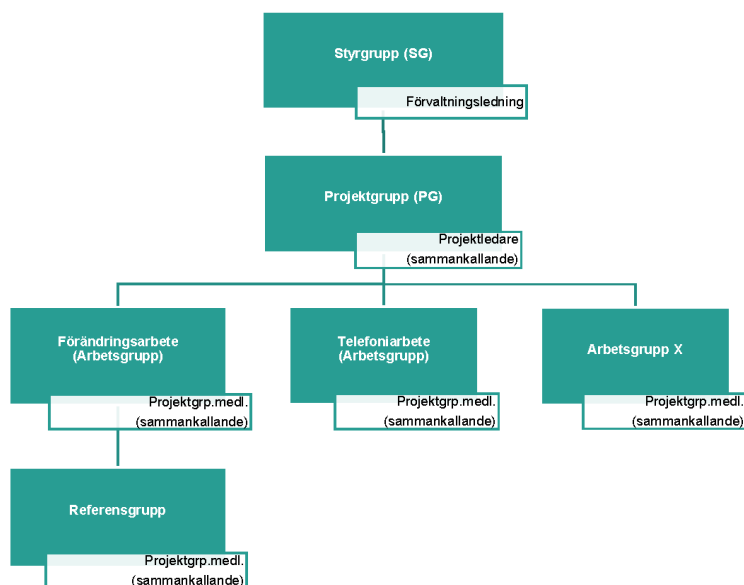 Styrgrupp (SG)
Förvaltningsledning
Projektgrupp (PG)
Projektledare
(sammankallande)
Förändringsarbete
(Arbetsgrupp)
Projektgrp.medl.
(sammankallande)
Telefoniarbete
(Arbetsgrupp)
Projektgrp.medl.
(sammankallande)
Arbetsgrupp X
Projektgrp.medl.
(sammankallande)
Referensgrupp
Projektgrp.medl.
(sammankallande)